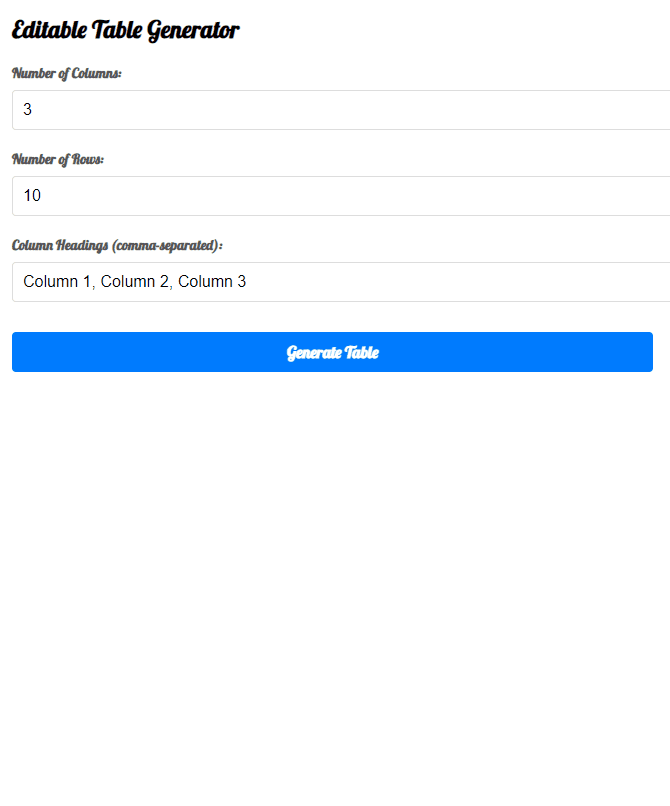 Editable Table Generator
Number of Columns:
3
Number of Rows:
10
Column Headings (comma-separated):
Column 1, Column 2, Column 3
Generate Table